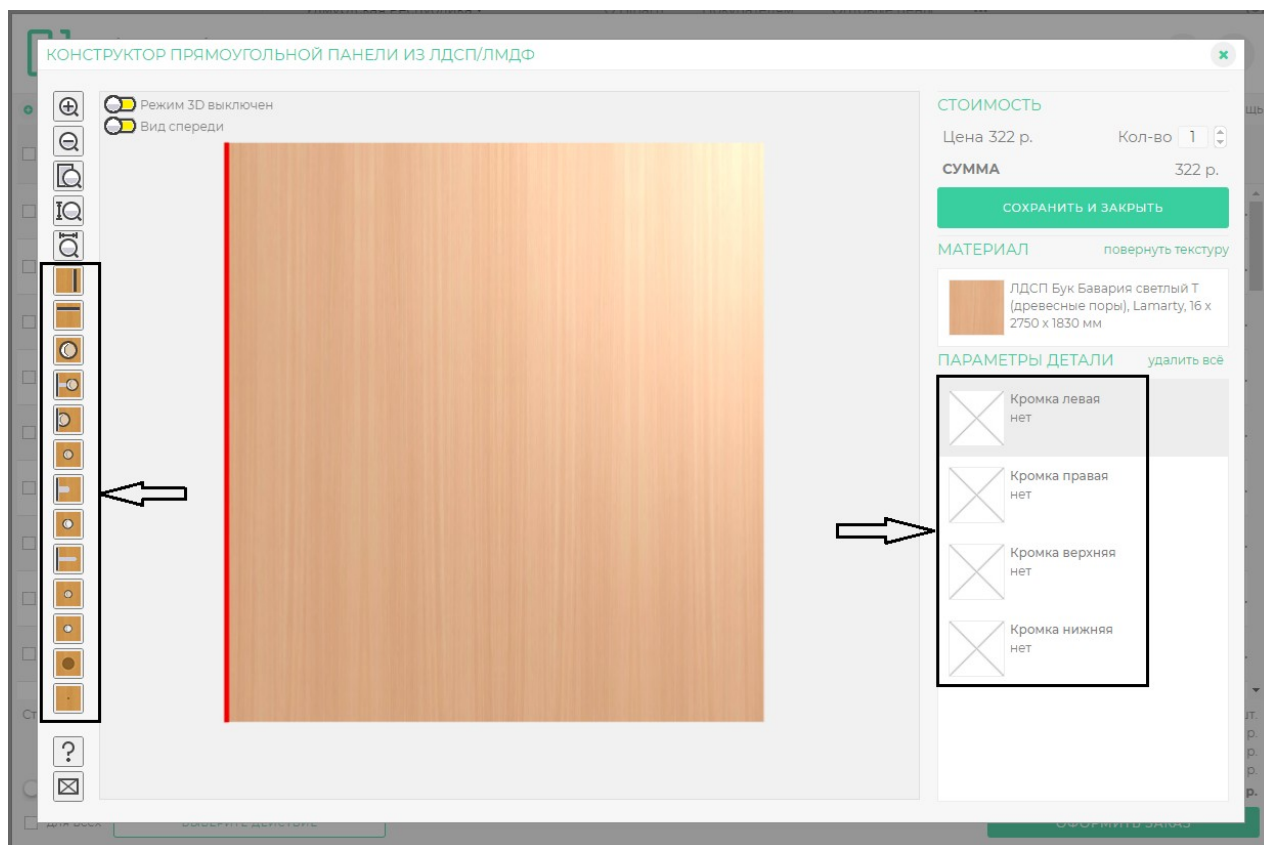 КОНСТРУКТОР ПРЯМОУГОЛЬНОЙ ПАНЕЛИ ИЗ ЛДСП/ЛМДФ
Режим 3D выключен
Вид спереди
СТОИМОСТЬ
Цена 322 р. Кол-во 1
СУММА 322 р.
СОХРАНИТЬ И ЗАКРЫТЬ
МАТЕРИАЛ повернуть текстуру
ЛДСП Бук Бавария светлый Т
(древесные поры), Lamarty, 16 x
2750 x 1830 мм
ПАРАМЕТРЫ ДЕТАЛИ удалить всё
Кромка левая
нет
Кромка правая
нет
Кромка верхняя
нет
Кромка нижняя
нет
?